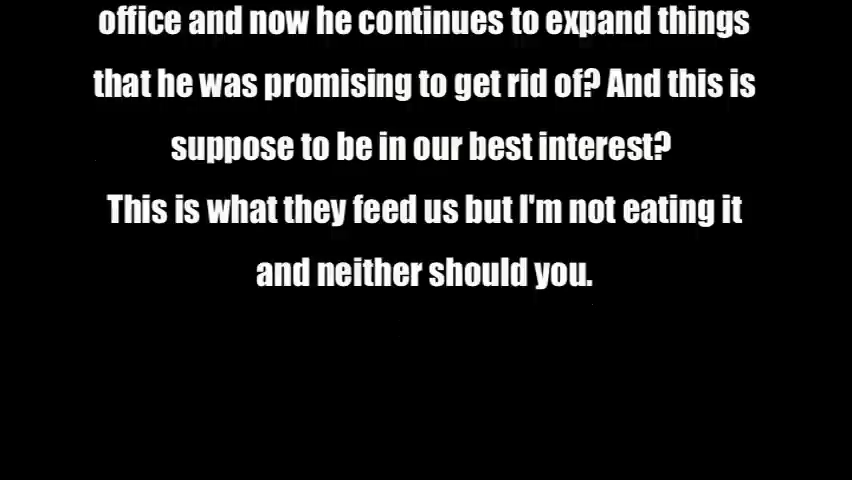 office and now he continues to expand things
that he was promising to get rid of? And this is
suppose to be in our best interest?
This is what they feed us but I'm not eating it
and neither should you.